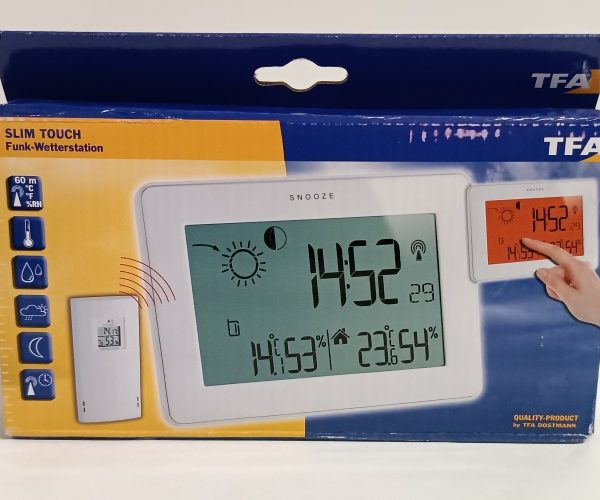 TFA
SLIM TOUCH
Funk-Wetterstation
TFA
60 m
°C
°F
%RH
SNOOZE
14:52
29
14.1°C 53% 23.6°C 54%
SNOOZE
14:52
29
QUALITY-PRODUCT
by TFA DOSTMANN